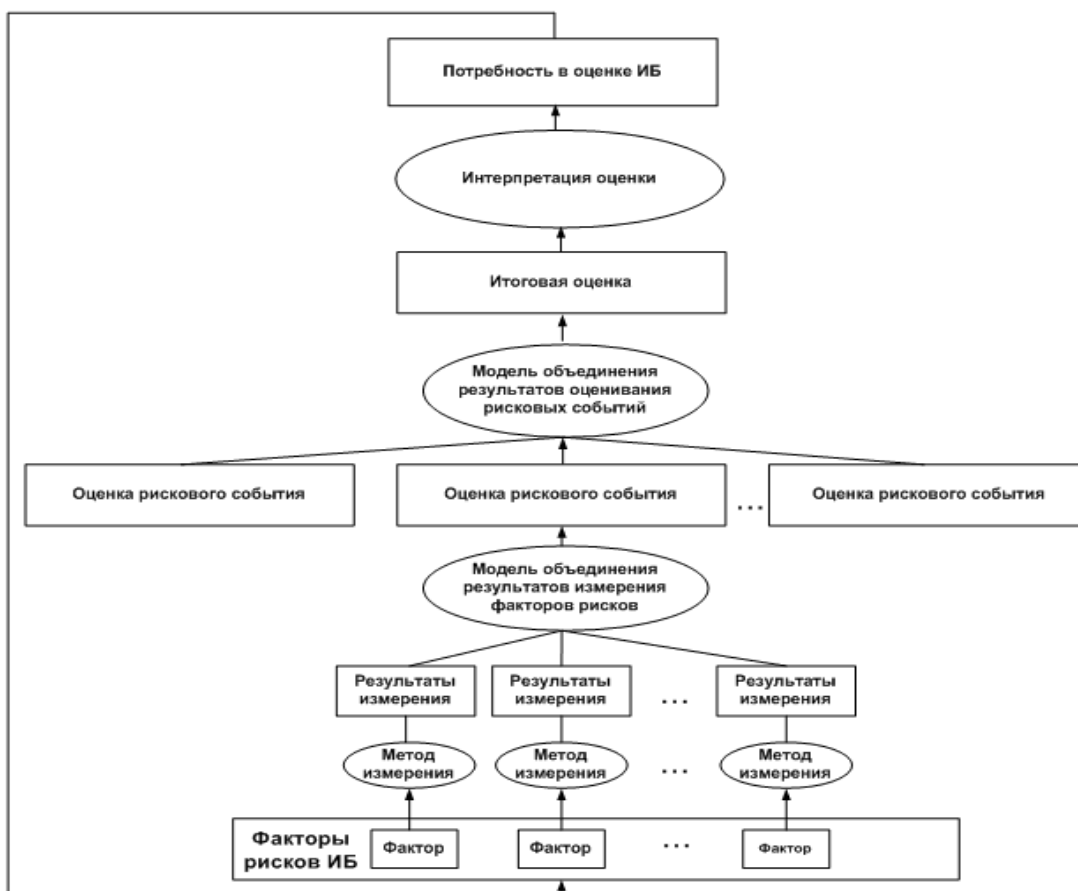 Потребность в оценке ИБ
Интерпретация оценки
Итоговая оценка
Модель объединения
результатов оценивания
рисковых событий
Оценка рискового события
Оценка рискового события
...
Оценка рискового события
Модель объединения
результатов измерения
факторов рисков
Результаты
измерения
Результаты
измерения
...
Результаты
измерения
Метод
измерения
Метод
измерения
...
Метод
измерения
Факторы
рисков ИБ
Фактор
Фактор
...
Фактор